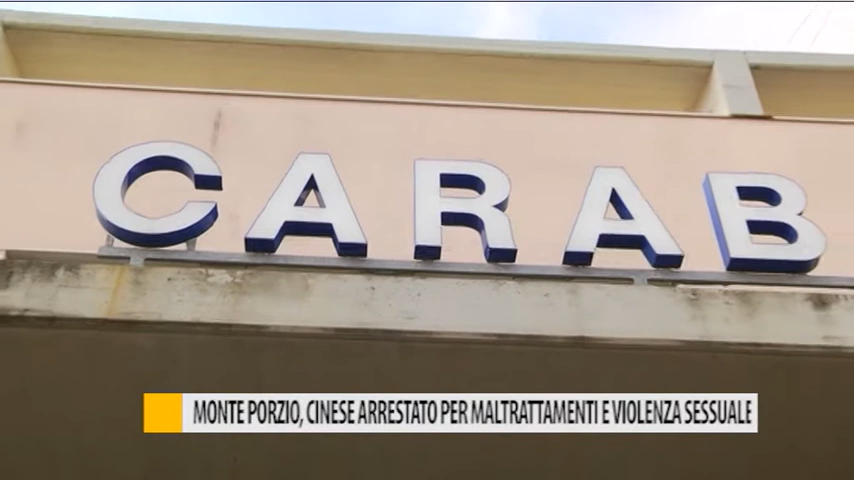 CARAB
MONTE PORZIO, CINESE ARRESTATO PER MALTRATTAMENTI E VIOLENZA SESSUALE